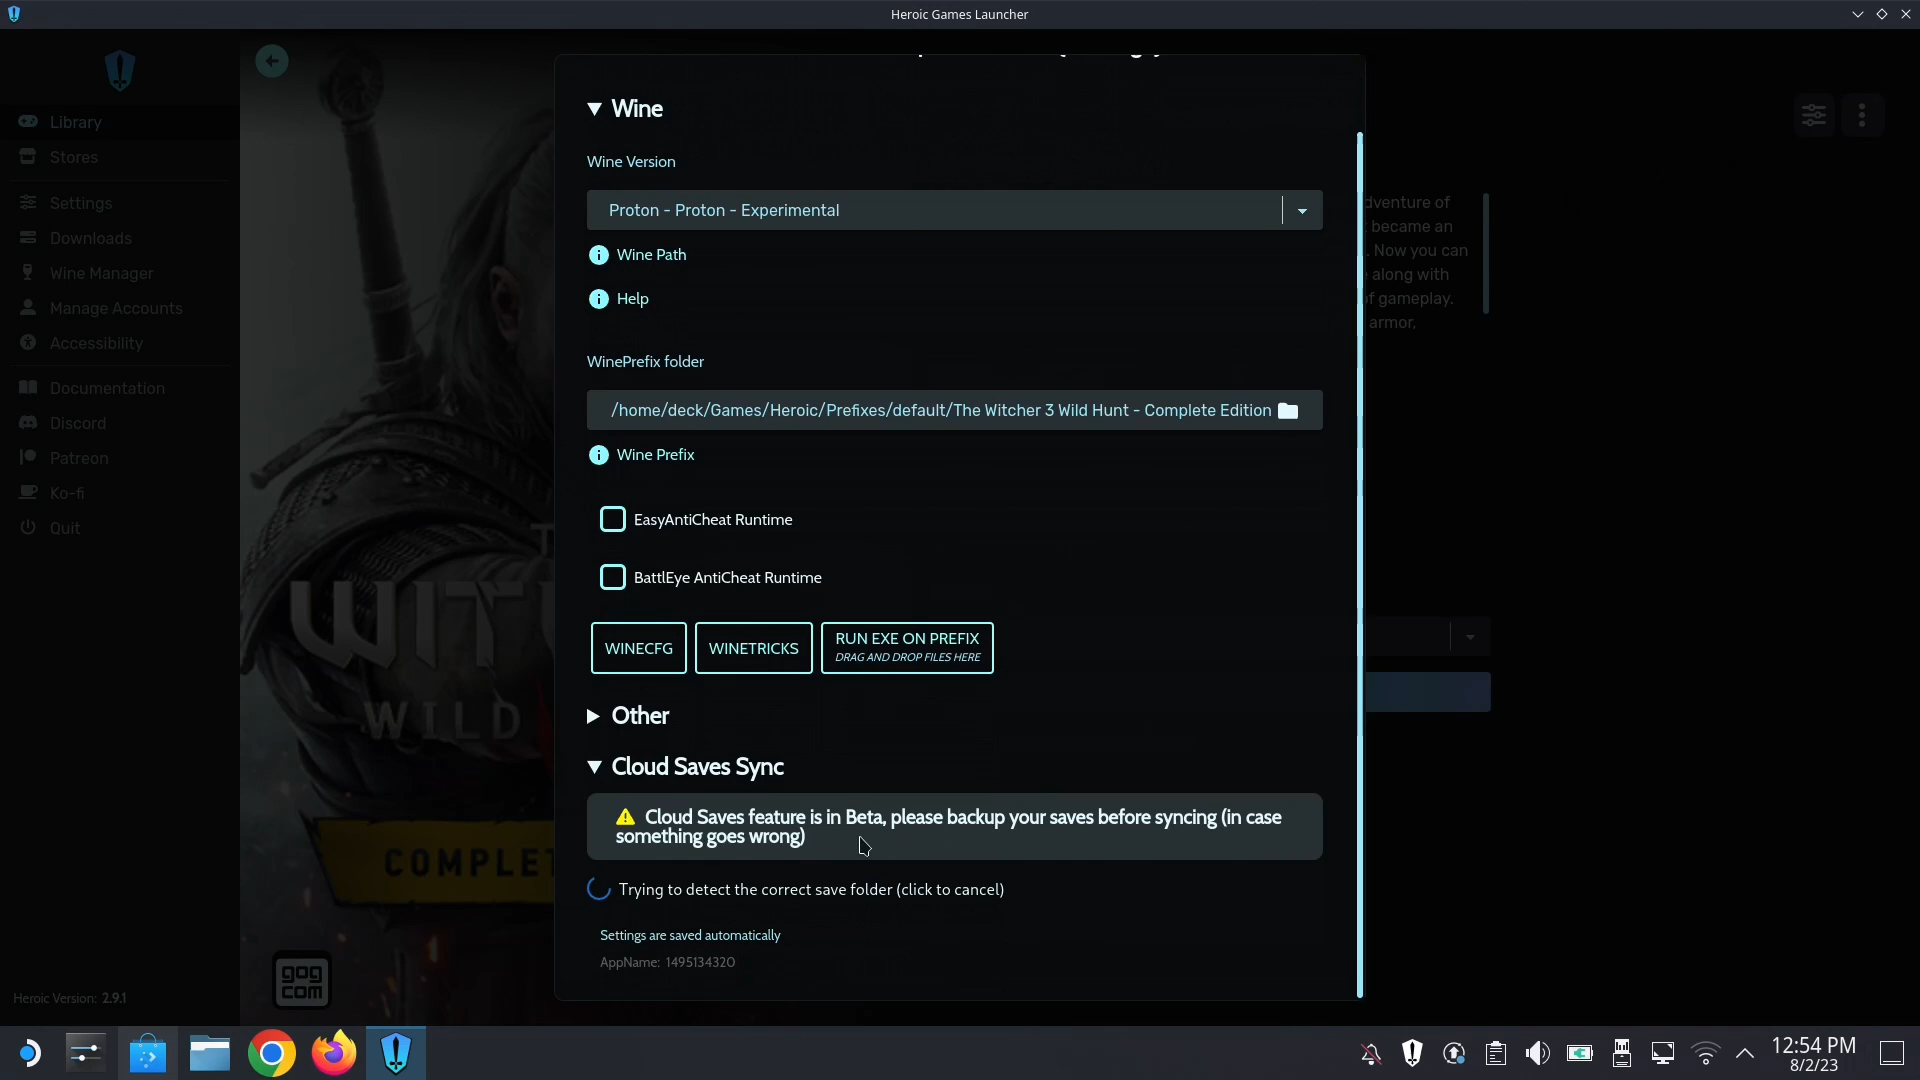 Heroic Games Launcher
Library
Stores
Settings
Downloads
Wine Manager
Manage Accounts
Accessibility
Documentation
Discord
Patreon
Ko-fi
Quit
Heroic Version: 2.9.1
WIT
WILD
COMPLET
gog
com
Wine
Wine Version
Proton - Proton - Experimental
Wine Path
Help
WinePrefix folder
/home/deck/Games/Heroic/Prefixes/default/The Witcher 3 Wild Hunt - Complete Edition
Wine Prefix
EasyAntiCheat Runtime
BattlEye AntiCheat Runtime
WINECFG
WINETRICKS
RUN EXE ON PREFIX
DRAG AND DROP FILES HERE
Other
Cloud Saves Sync
Cloud Saves feature is in Beta, please backup your saves before syncing (in case
something goes wrong)
Trying to detect the correct save folder (click to cancel)
Settings are saved automatically
AppName: 1495134320
dventure of
became an
. Now you can
along with
of gameplay.
armor,
12:54 PM
8/2/23